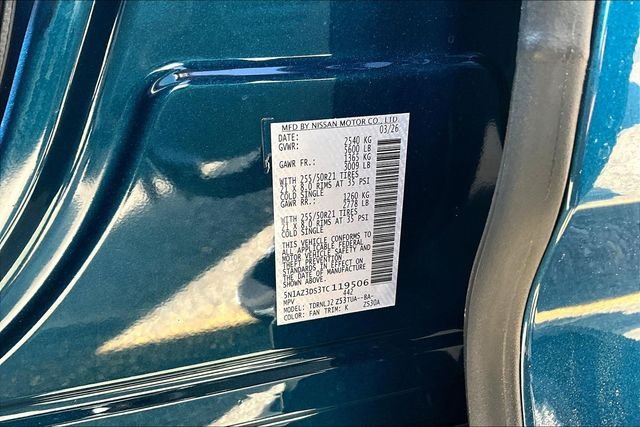 MFD BY NISSAN MOTOR CO., LTD.
DATE: 03/26
GVWR: 2540 KG
5600 LB
GAWR FR: 1365 KG
3009 LB
WITH 255/50R21 TIRES
21 X 8.0 RIMS AT 35 PSI
COLD SINGLE
GAWR RR.: 1260 KG
2778 LB
WITH 255/50R21 TIRES
21 X 8.0 RIMS AT 35 PSI
COLD SINGLE
THIS VEHICLE CONFORMS TO
ALL APPLICABLE FEDERAL
MOTOR VEHICLE SAFETY AND
THEFT PREVENTION
STANDARDS IN EFFECT ON
THE DATE OF MANUFACTURE
SHOWN ABOVE.
5N1AZ3DS3TC119506
MPV 442
MODEL: TDRNLJZ Z53TUA--BA-
COLOR: FAN TRIM: K Z530A